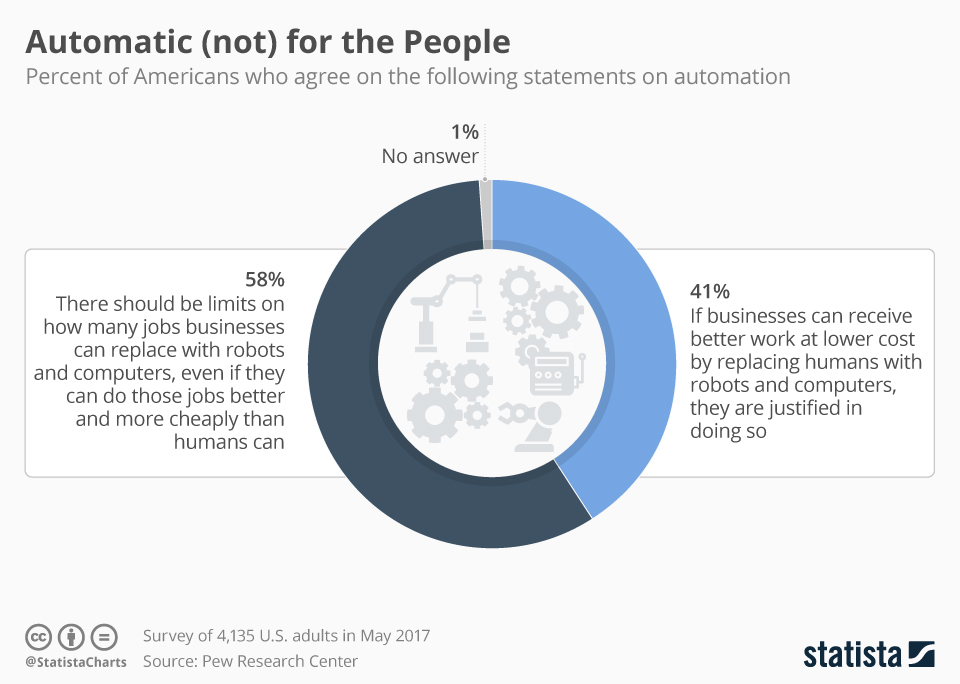 Automatic (not) for the People
Percent of Americans who agree on the following statements on automation
1%
No answer
58%
There should be limits on
how many jobs businesses
can replace with robots
and computers, even if they
can do those jobs better
and more cheaply than
humans can
41%
If businesses can receive
better work at lower cost
by replacing humans with
robots and computers,
they are justified in
doing so
cc
@StatistaCharts
Survey of 4,135 U.S. adults in May 2017
Source: Pew Research Center
statista